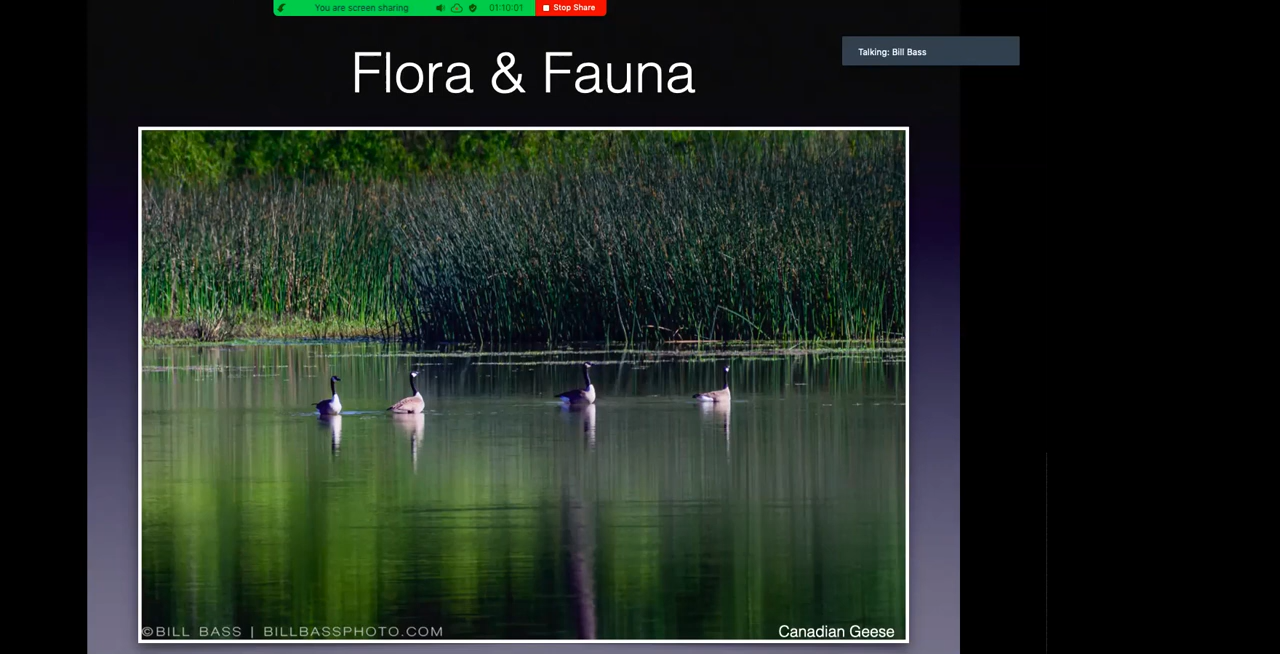 You are screen sharing 01:10:01 Stop Share
Talking: Bill Bass
Flora & Fauna
©BILL BASS | BILLBASSPHOTO.COM
Canadian Geese